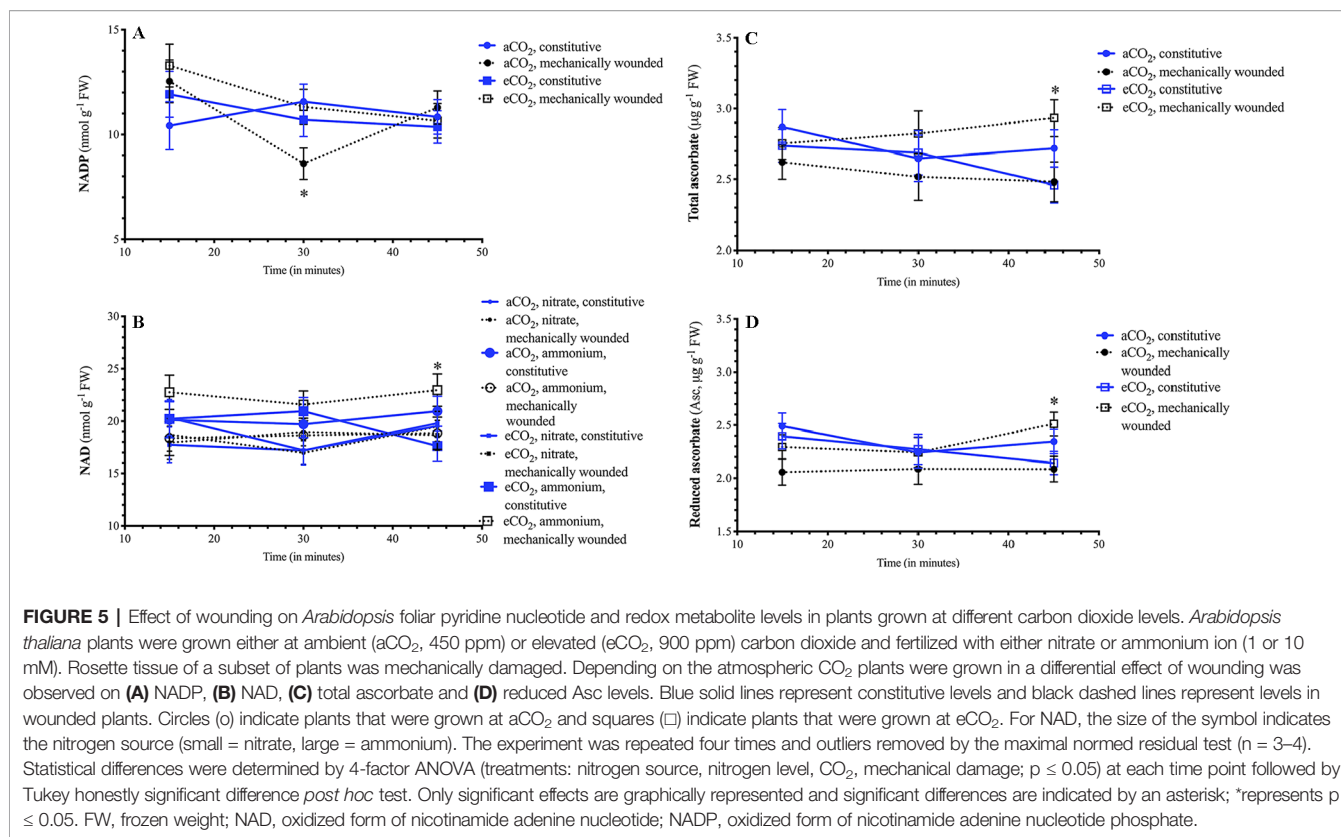 A
NADP (nmol g-1 FW)
15
10
5
10 20 30 40 50
Time (in minutes)
*
aCO2, constitutive
aCO2, mechanically wounded
eCO2, constitutive
eCO2, mechanically wounded
B
NAD (nmol g-1 FW)
30
25
20
15
10
10 20 30 40 50
Time (in minutes)
*
aCO2, nitrate, constitutive
aCO2, nitrate,
mechanically wounded
aCO2, ammonium,
constitutive
aCO2, ammonium,
mechanically
wounded
eCO2, nitrate, constitutive
eCO2, nitrate,
mechanically wounded
eCO2, ammonium,
constitutive
eCO2, ammonium,
mechanically wounded
C
Total ascorbate (µg g-1 FW)
3.5
3.0
2.5
2.0
10 20 30 40 50
Time (in minutes)
*
aCO2, constitutive
aCO2, mechanically wounded
eCO2, constitutive
eCO2, mechanically wounded
D
Reduced ascorbate (Asc, µg g-1 FW)
3.5
3.0
2.5
2.0
1.5
10 20 30 40 50
Time (in minutes)
*
aCO2, constitutive
aCO2, mechanically
wounded
eCO2, constitutive
eCO2, mechanically
wounded
FIGURE 5 | Effect of wounding on Arabidopsis foliar pyridine nucleotide and redox metabolite levels in plants grown at different carbon dioxide levels. Arabidopsis
thaliana plants were grown either at ambient (aCO2, 450 ppm) or elevated (eCO2, 900 ppm) carbon dioxide and fertilized with either nitrate or ammonium ion (1 or 10
mM). Rosette tissue of a subset of plants was mechanically damaged. Depending on the atmospheric CO2 plants were grown in a differential effect of wounding was
observed on (A) NADP, (B) NAD, (C) total ascorbate and (D) reduced Asc levels. Blue solid lines represent constitutive levels and black dashed lines represent levels in
wounded plants. Circles (o) indicate plants that were grown at aCO2 and squares (□) indicate plants that were grown at eCO2. For NAD, the size of the symbol indicates
the nitrogen source (small = nitrate, large = ammonium). The experiment was repeated four times and outliers removed by the maximal normed residual test (n = 3–4).
Statistical differences were determined by 4-factor ANOVA (treatments: nitrogen source, nitrogen level, CO2, mechanical damage; p ≤ 0.05) at each time point followed by
Tukey honestly significant difference post hoc test. Only significant effects are graphically represented and significant differences are indicated by an asterisk; *represents p
≤ 0.05. FW, frozen weight; NAD, oxidized form of nicotinamide adenine nucleotide; NADP, oxidized form of nicotinamide adenine nucleotide phosphate.